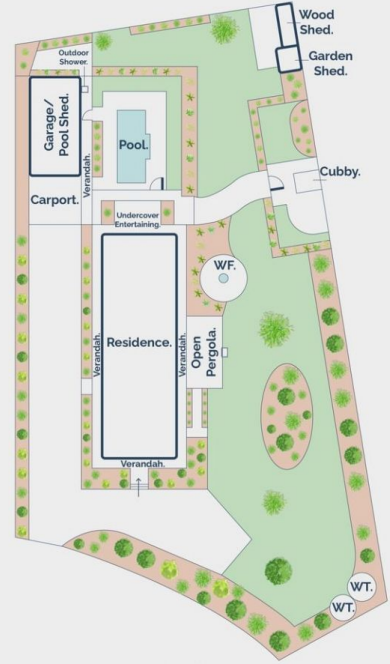 Wood
Shed.
Garden
Shed.
Outdoor
Shower.
Garage/
Pool Shed.
Verandah.
Pool.
Carport.
Cubby.
Undercover
Entertaining.
WF.
Verandah.
Residence.
Verandah.
Open
Pergola.
Verandah.
WT.
WT.